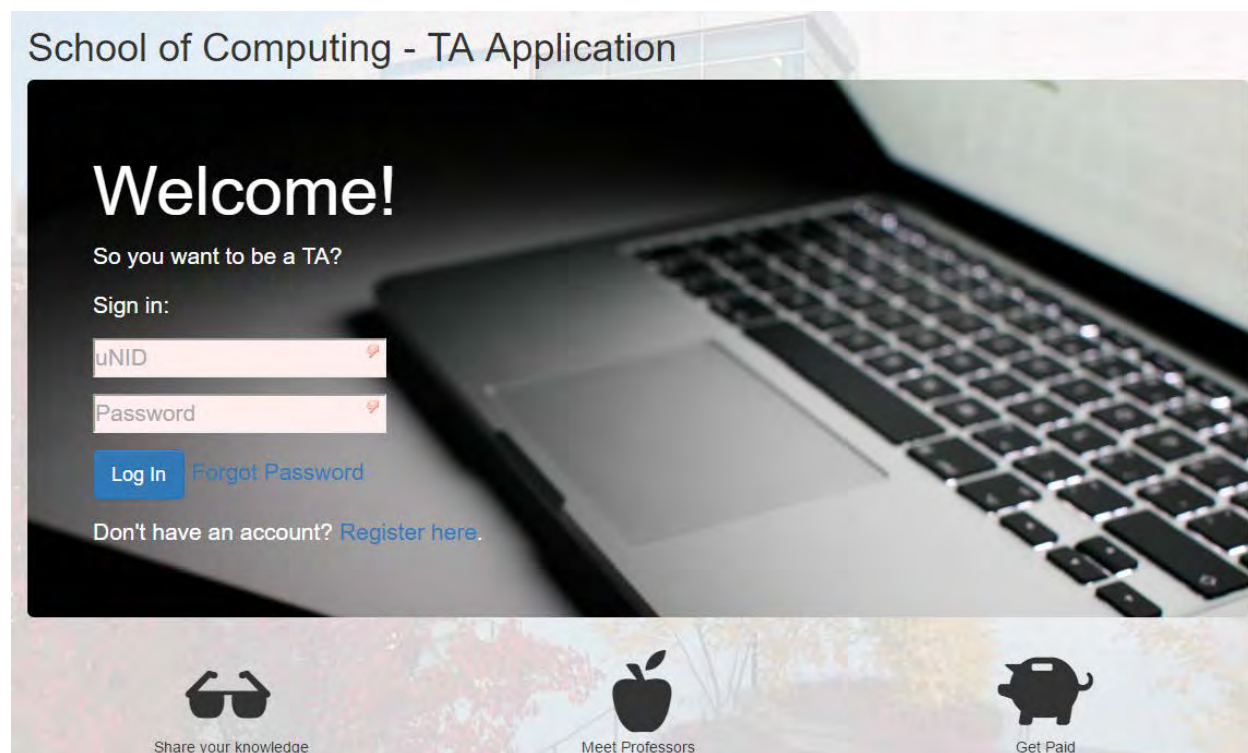 School of Computing - TA Application
Welcome!
So you want to be a TA?
Sign in:
uNID
Password
Log In Forgot Password
Don't have an account? Register here.
Share your knowledge Meet Professors Get Paid